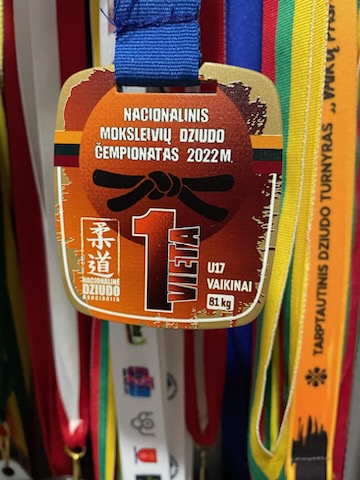 NACIONALINIS
MOKSLEIVIŲ DZIUDO
ČEMPIONATAS 2022 M.
1 VIETA
U17
VAIKINAI
81 kg
柔
道
NACIONALINĖ
DZIUDO
ASOCIACIJA
TARPTAUTINIS DZIUDO TURNYRAS „VAIKŲ